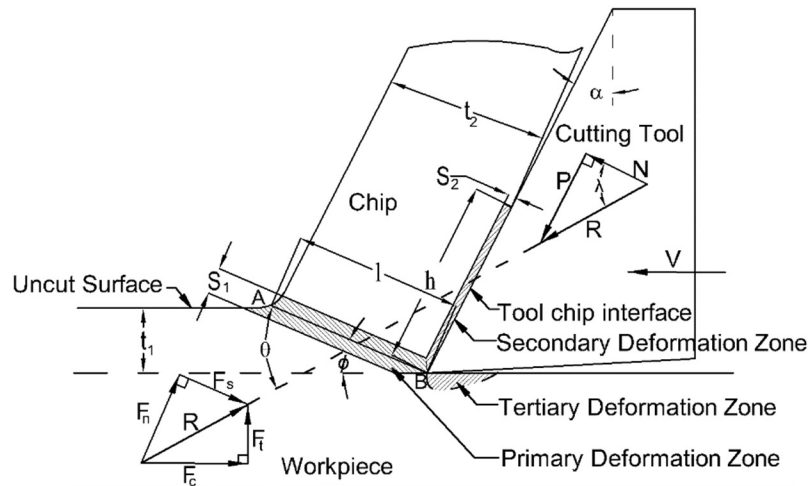 α
t2
Cutting Tool
S2
P
N
λ
R
Chip
V
l
h
S1
Uncut Surface
A
Tool chip interface
t1
θ
Secondary Deformation Zone
ϕ
B
Fs
Tertiary Deformation Zone
Fn
R
Ft
Primary Deformation Zone
Fc
Workpiece